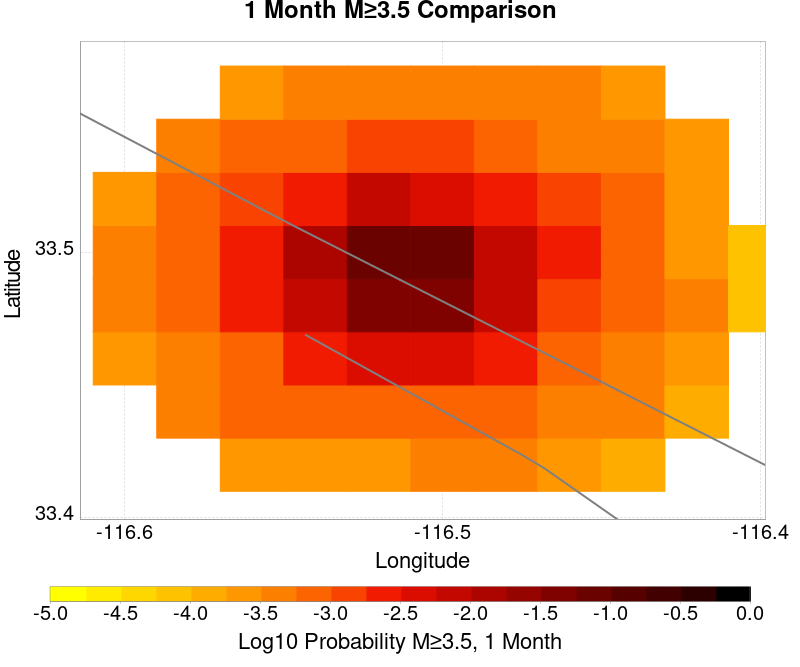 1 Month M≥3.5 Comparison
Latitude
33.5
33.4
-116.6 -116.5 -116.4
Longitude
-5.0 -4.5 -4.0 -3.5 -3.0 -2.5 -2.0 -1.5 -1.0 -0.5 0.0
Log10 Probability M≥3.5, 1 Month